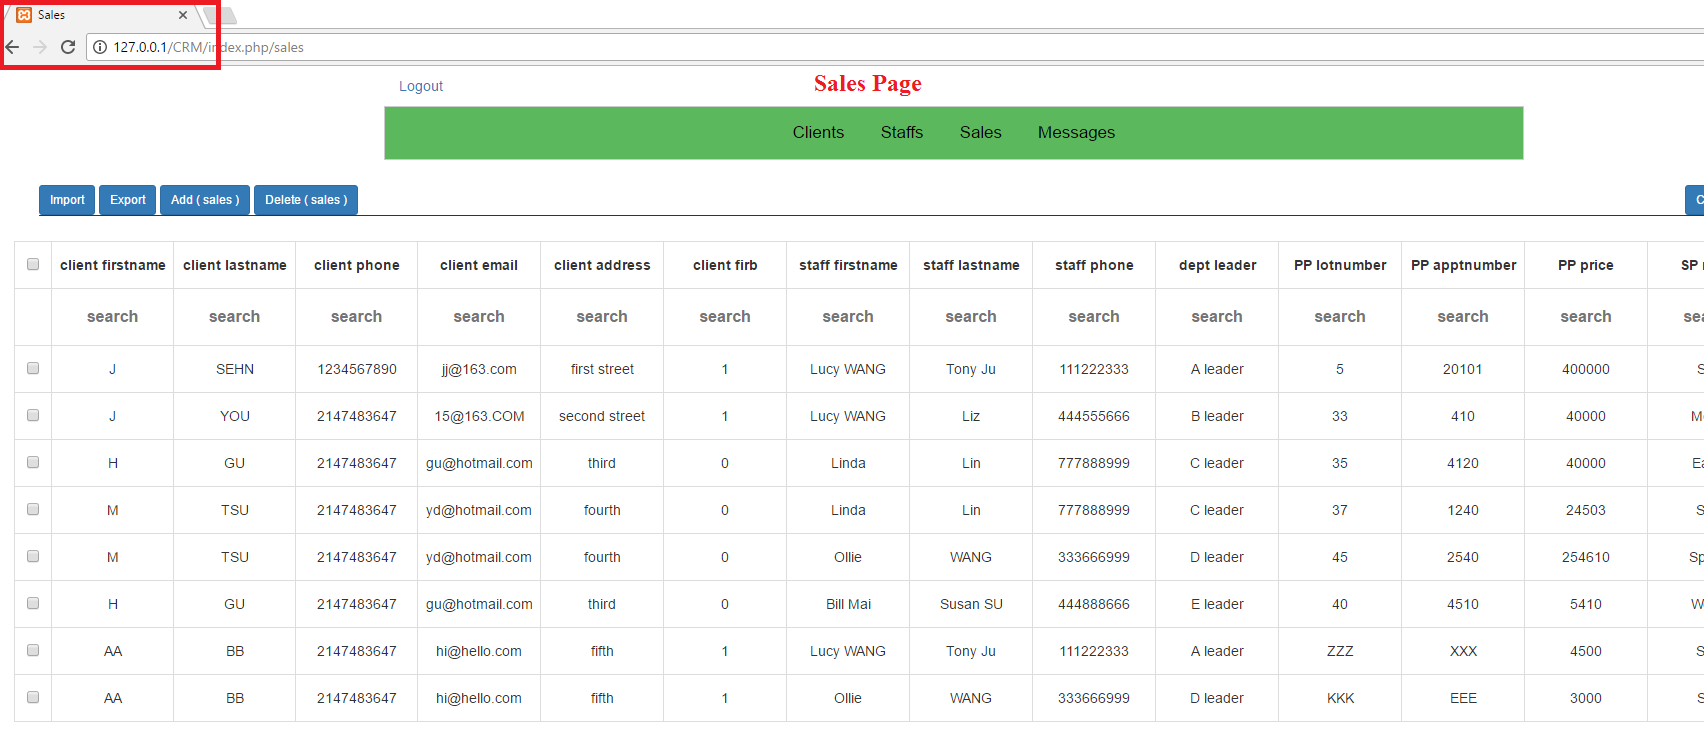 Sales
127.0.0.1/CRM/index.php/sales
Logout
Sales Page
Clients Staffs Sales Messages
Import Export Add ( sales ) Delete ( sales )
client firstname client lastname client phone client email client address client firb staff firstname staff lastname staff phone dept leader PP lotnumber PP apptnumber PP price SP
search search search search search search search search search search search search search
J SEHN 1234567890 jj@163.com first street 1 Lucy WANG Tony Ju 111222333 A leader 5 20101 400000
J YOU 2147483647 15@163.COM second street 1 Lucy WANG Liz 444555666 B leader 33 410 40000
H GU 2147483647 gu@hotmail.com third 0 Linda Lin 777888999 C leader 35 4120 40000
M TSU 2147483647 yd@hotmail.com fourth 0 Linda Lin 777888999 C leader 37 1240 24503
M TSU 2147483647 yd@hotmail.com fourth 0 Ollie WANG 333666999 D leader 45 2540 254610
H GU 2147483647 gu@hotmail.com third 0 Bill Mai Susan SU 444888666 E leader 40 4510 5410
AA BB 2147483647 hi@hello.com fifth 1 Lucy WANG Tony Ju 111222333 A leader ZZZ XXX 4500
AA BB 2147483647 hi@hello.com fifth 1 Ollie WANG 333666999 D leader KKK EEE 3000